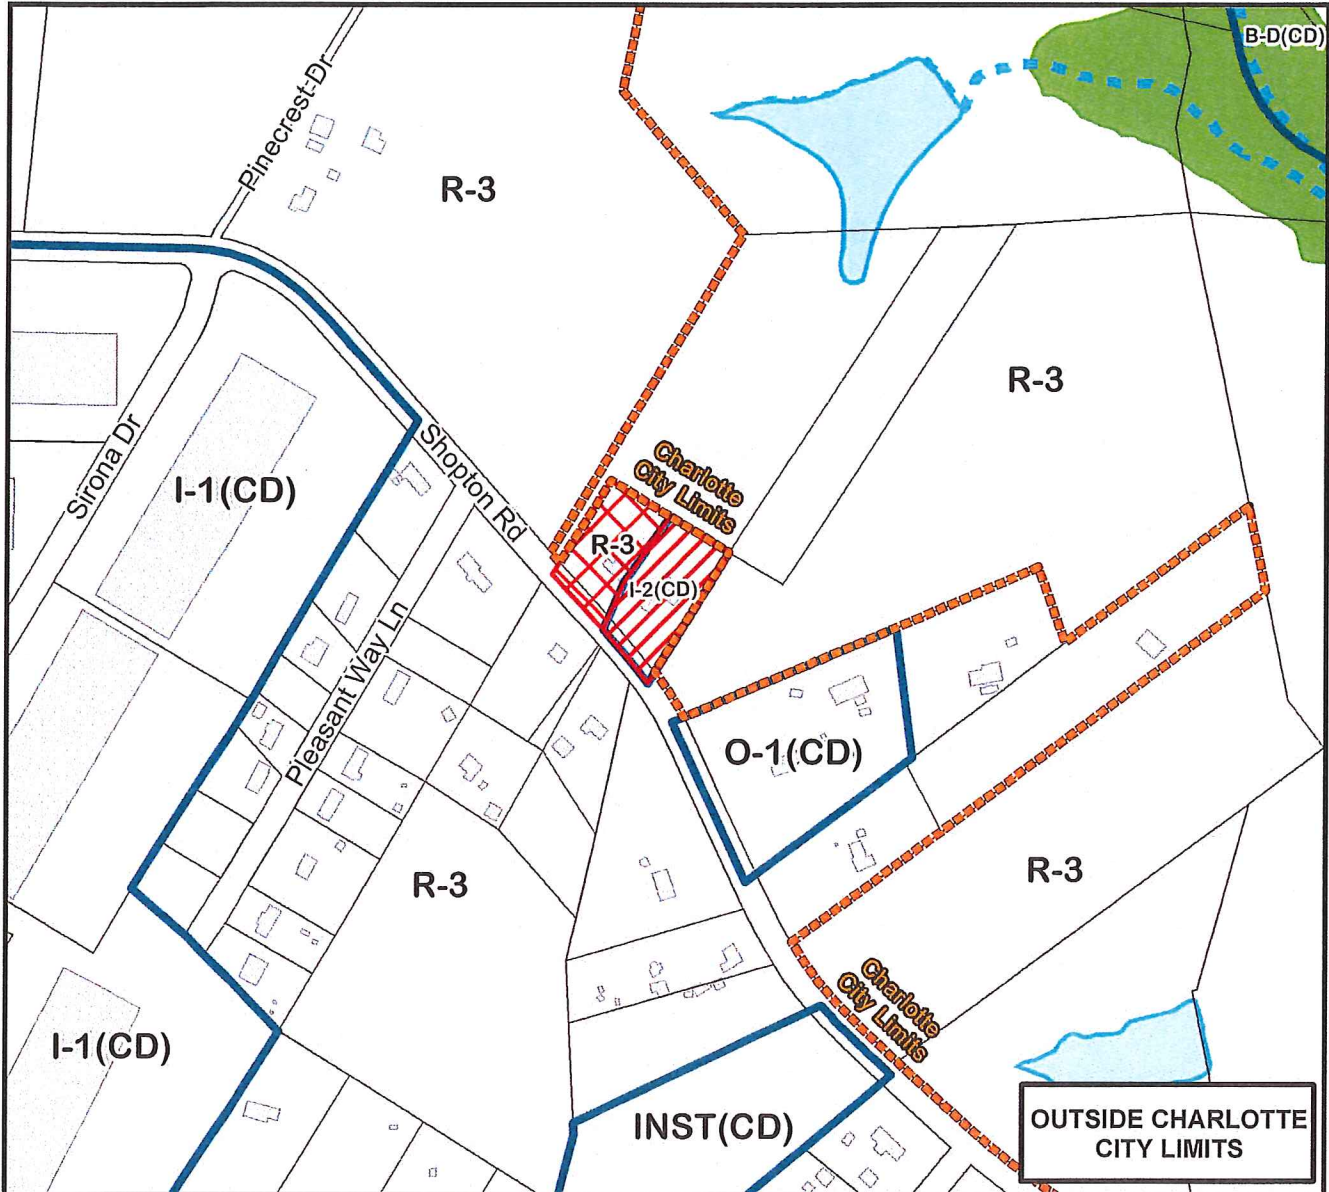 B-D(CD)
Pinecrest Dr
R-3
R-3
Shopton Rd
Charlotte
City Limits
Sirona Dr
I-1(CD)
R-3
I-2(CD)
Pleasant Way Ln
O-1(CD)
R-3
R-3
Charlotte
City Limits
I-1(CD)
INST(CD)
OUTSIDE CHARLOTTE
CITY LIMITS